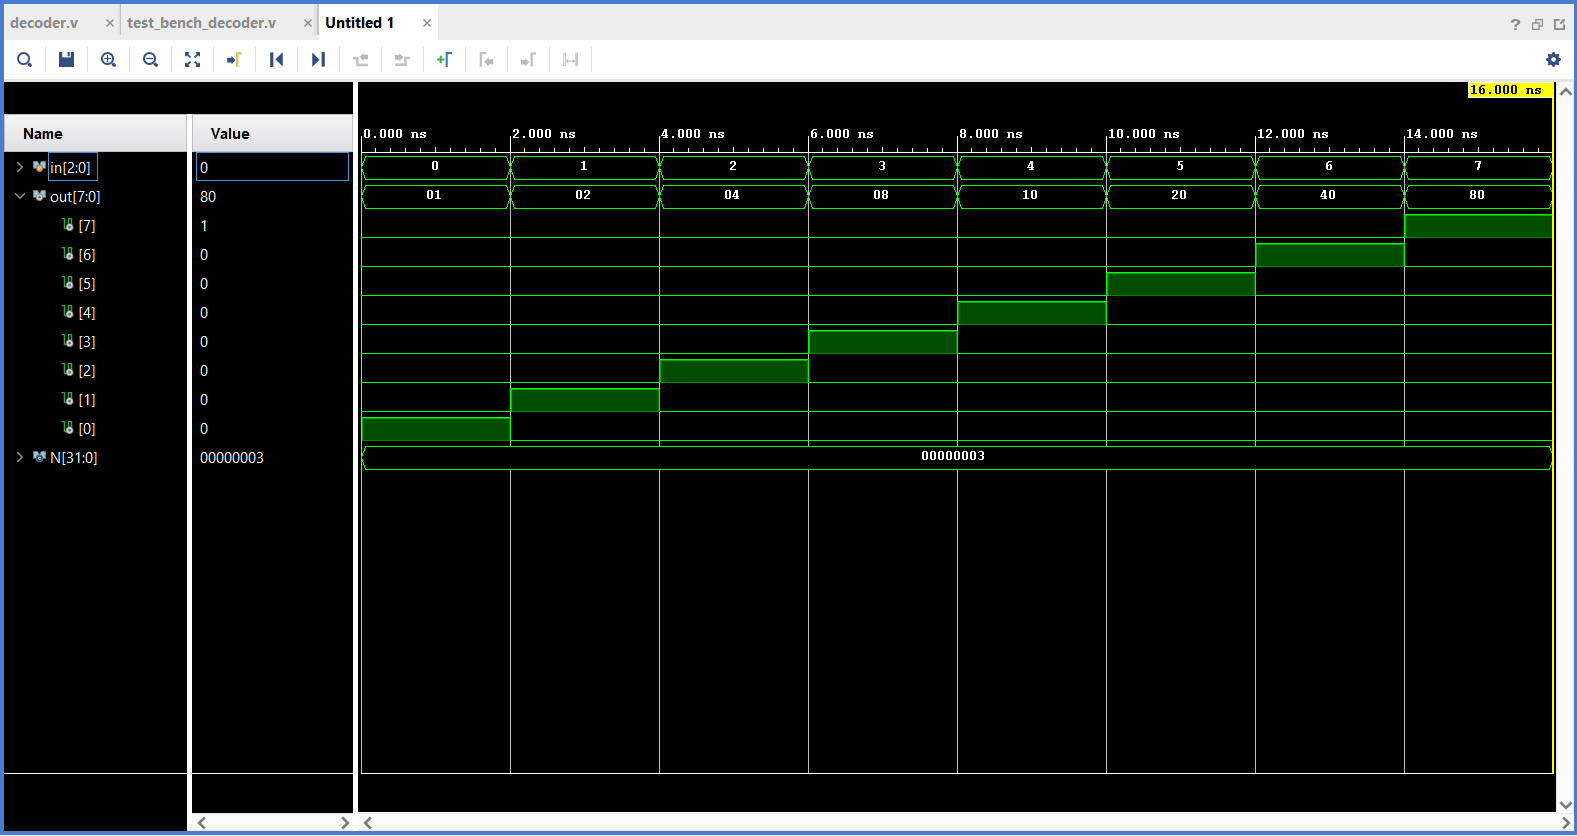 decoder.v × test_bench_decoder.v × Untitled 1 ×
?
16.000 ns
Name Value
0.000 ns 2.000 ns 4.000 ns 6.000 ns 8.000 ns 10.000 ns 12.000 ns 14.000 ns
in[2:0] 0 0 1 2 3 4 5 6 7
out[7:0] 80 01 02 04 08 10 20 40 80
[7] 1
[6] 0
[5] 0
[4] 0
[3] 0
[2] 0
[1] 0
[0] 0
N[31:0] 00000003 00000003